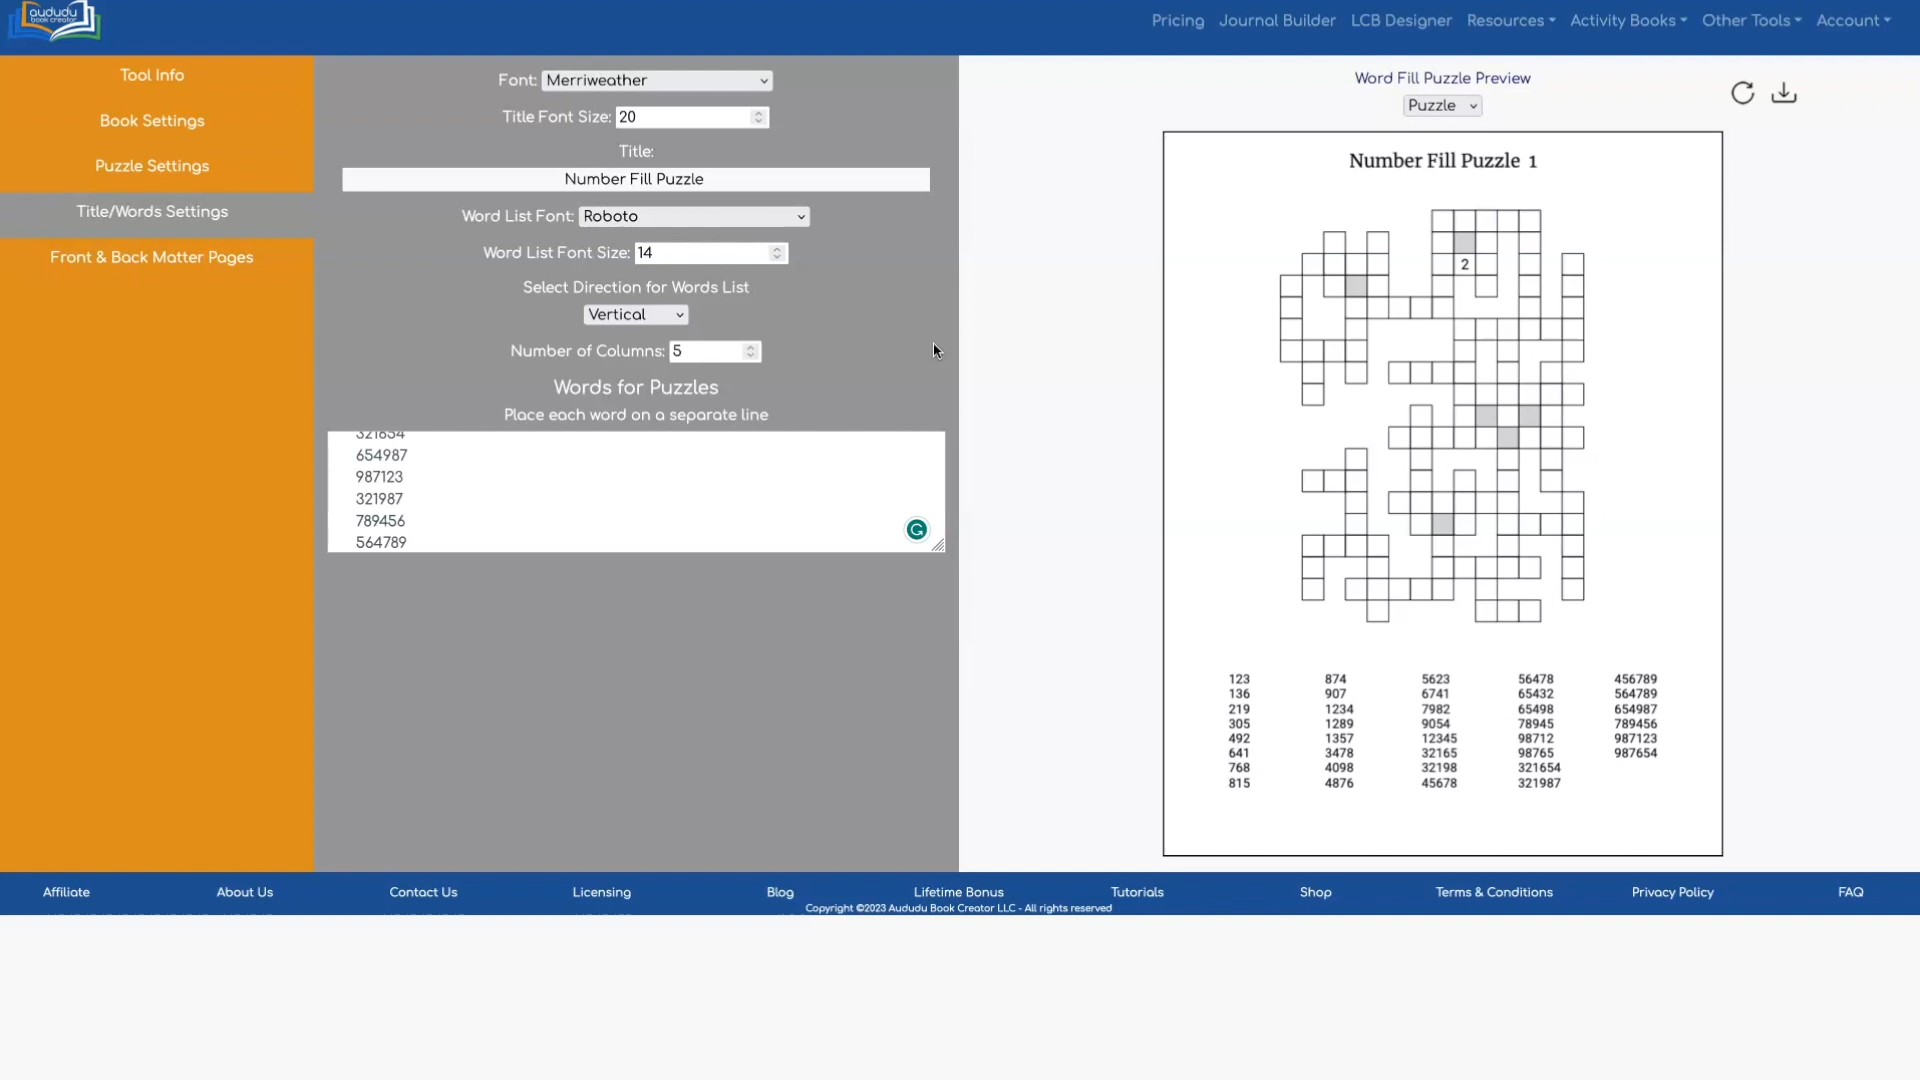 aududu
book creator
Pricing Journal Builder LCB Designer Resources Activity Books Other Tools Account
Tool Info
Book Settings
Puzzle Settings
Title/Words Settings
Front & Back Matter Pages
Font: Merriweather
Title Font Size: 20
Title:
Number Fill Puzzle
Word List Font: Roboto
Word List Font Size: 14
Select Direction for Words List
Vertical
Number of Columns: 5
Words for Puzzles
Place each word on a separate line
321654
654987
987123
321987
789456
564789
Word Fill Puzzle Preview
Puzzle
Number Fill Puzzle 1
2
123 874 5623 56478 456789
136 907 6741 65432 564789
219 1234 7982 65498 654987
305 1289 9054 78945 789456
492 1357 12345 98712 987123
641 3478 32165 98765 987654
768 4098 32198 321654
815 4876 45678 321987
Affiliate About Us Contact Us Licensing Blog Lifetime Bonus Tutorials Shop Terms & Conditions Privacy Policy FAQ
Copyright ©2023 Aududu Book Creator LLC - All rights reserved